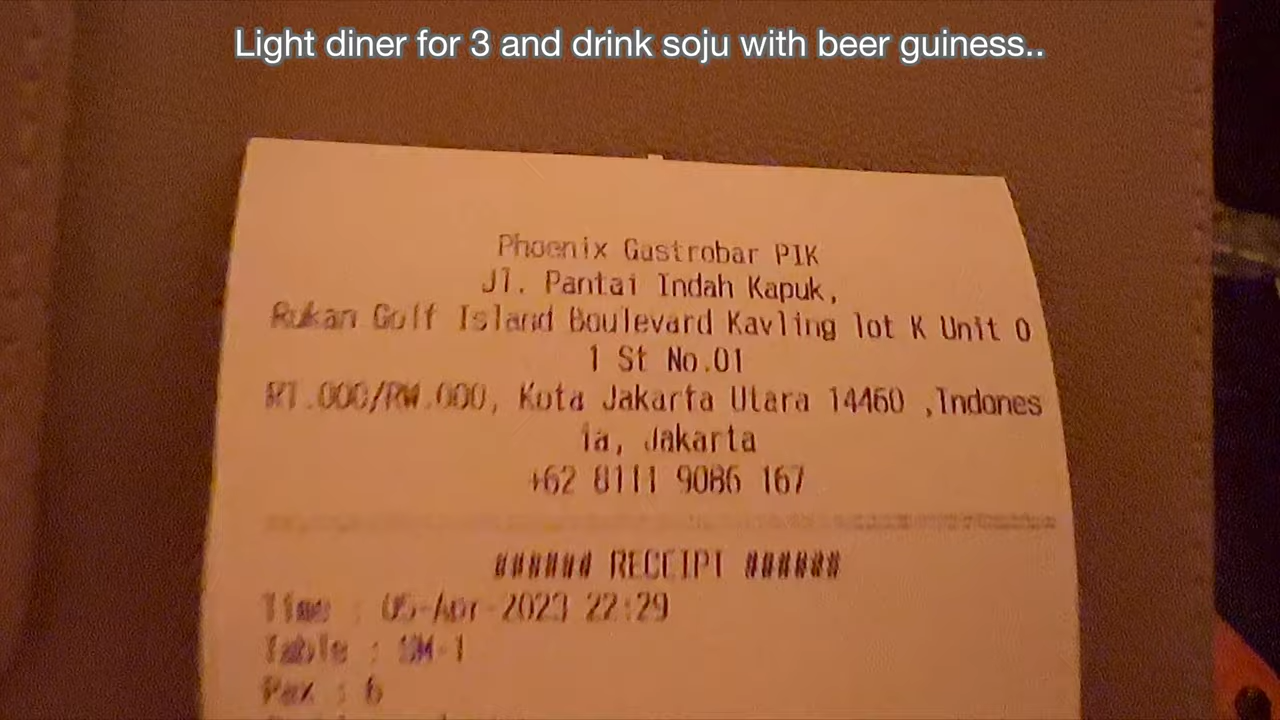 Light diner for 3 and drink soju with beer guiness..
Phoenix Gastrobar PIK
Jl. Pantai Indah Kapuk,
Rukan Golf Island Boulevard Kavling lot K Unit 0
1 St No.01
RT.000/RW.000, Kota Jakarta Utara 14460 ,Indones
ia, Jakarta
+62 8111 9086 167
###### RECEIPT ######
Time : 05-Apr-2023 22:29
Table : SM-1
Pax : 6